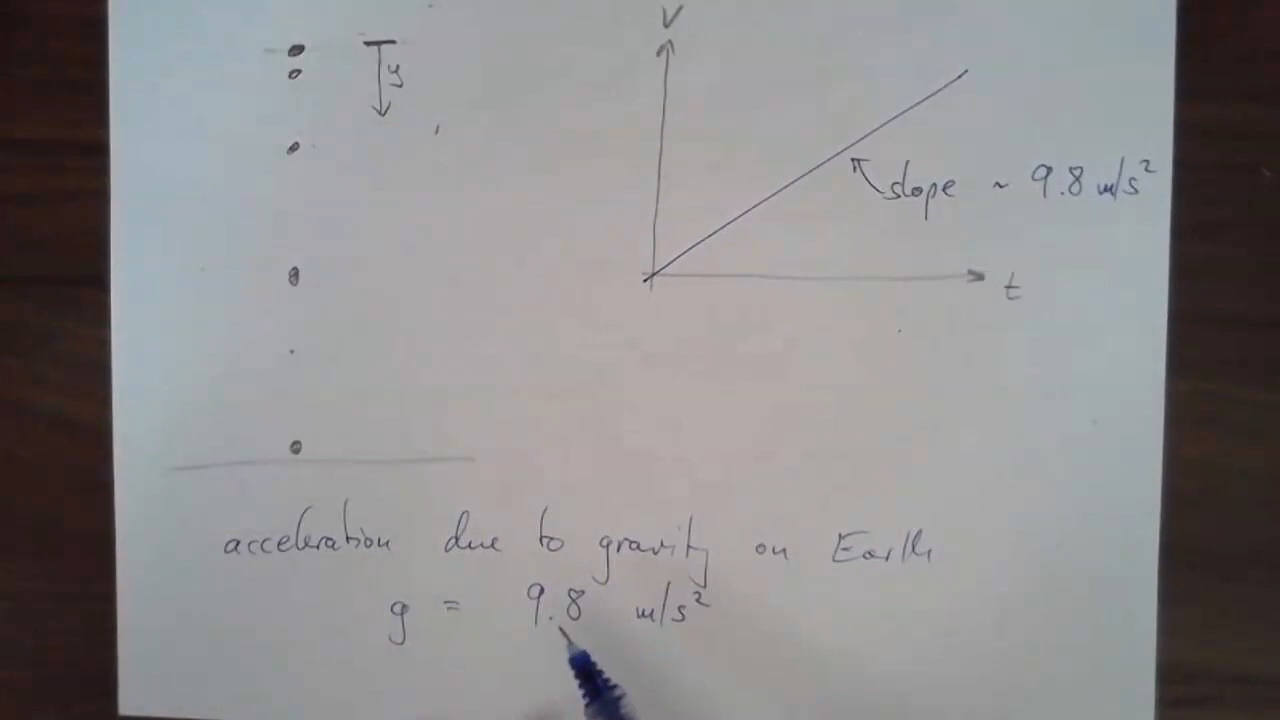 V
y
slope ~ 9.8 m/s²
t
acceleration due to gravity on Earth
g = 9.8 m/s²